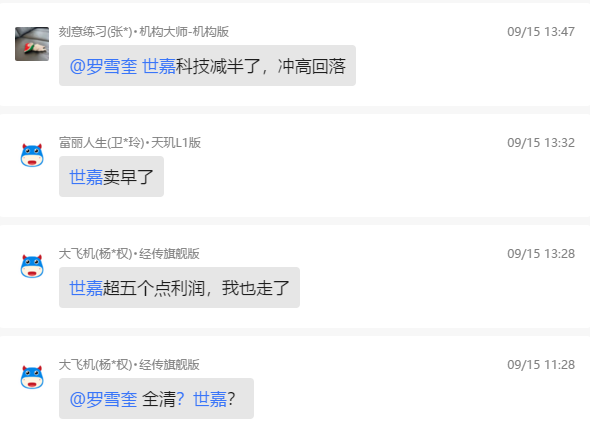 刻意练习(张*)•机构大师-机构版 09/15 13:47
@罗雪奎 世嘉科技减半了，冲高回落
富丽人生(卫*玲)•天玑L1版 09/15 13:32
世嘉卖早了
大飞机(杨*权)•经传旗舰版 09/15 13:28
世嘉超五个点利润，我也走了
大飞机(杨*权)•经传旗舰版 09/15 11:28
@罗雪奎 全清？世嘉？